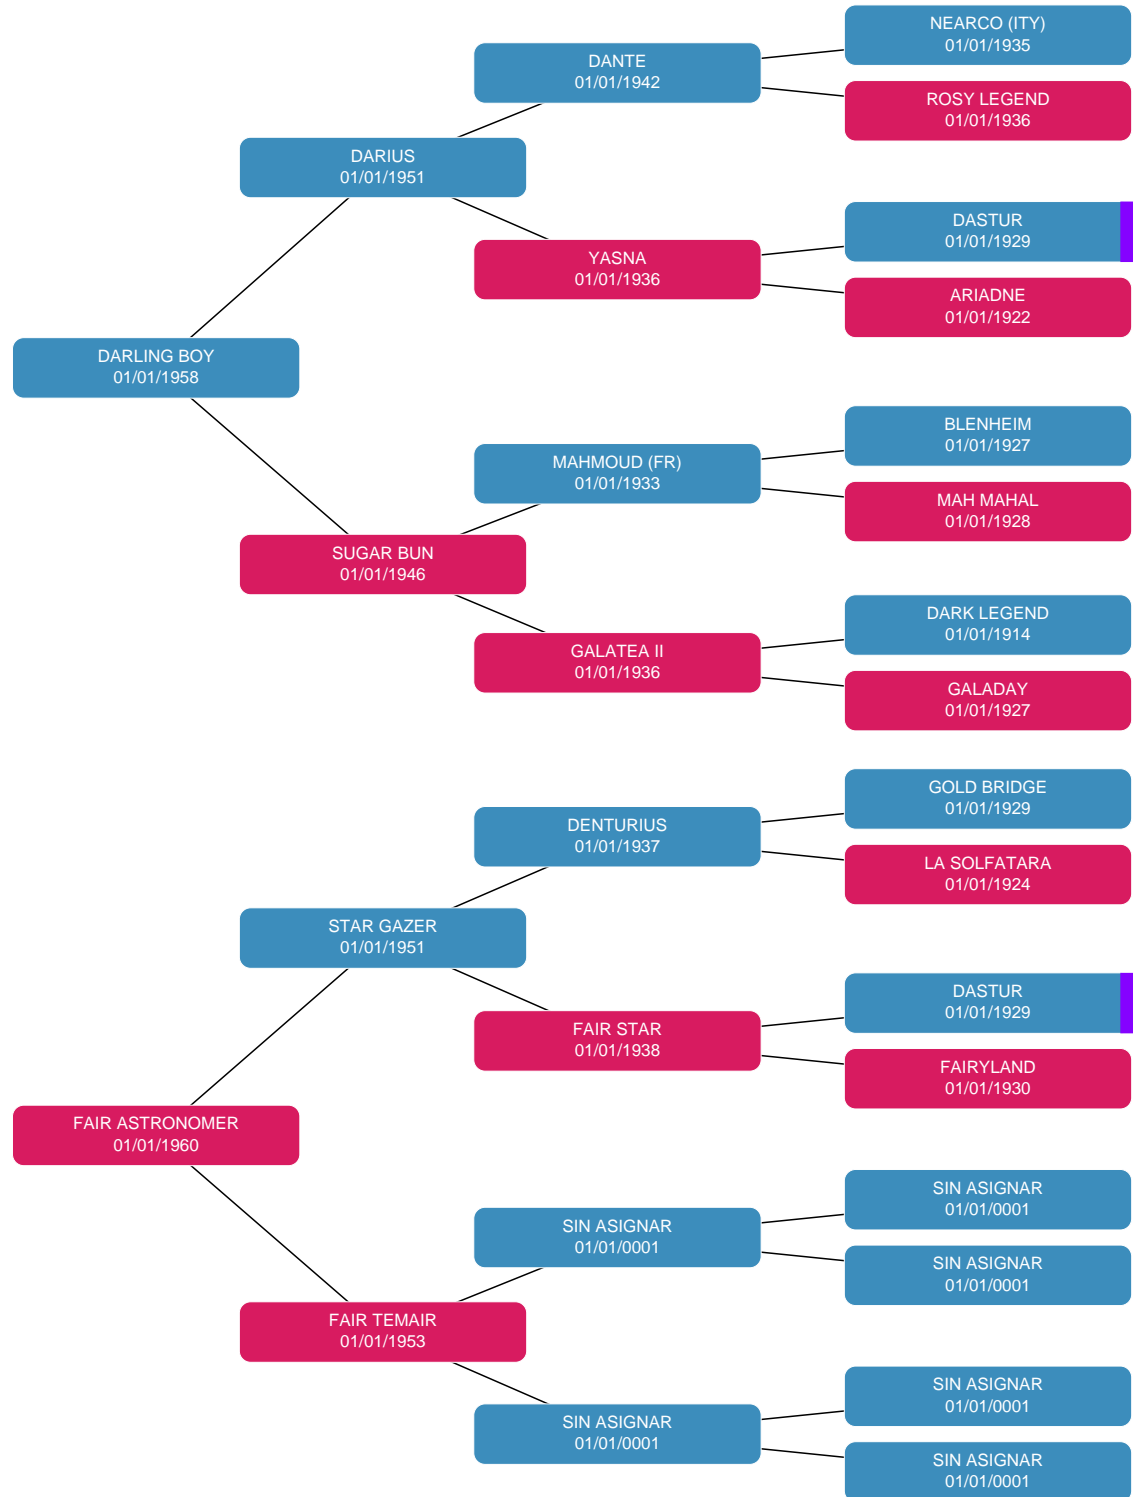 NEARCO (ITY)
01/01/1935
DANTE
01/01/1942
ROSY LEGEND
01/01/1936
DARIUS
01/01/1951
DASTUR
01/01/1929
YASNA
01/01/1936
ARIADNE
01/01/1922
DARLING BOY
01/01/1958
BLENHEIM
01/01/1927
MAHMOUD (FR)
01/01/1933
MAH MAHAL
01/01/1928
SUGAR BUN
01/01/1946
DARK LEGEND
01/01/1914
GALATEA II
01/01/1936
GALADAY
01/01/1927
GOLD BRIDGE
01/01/1929
DENTURIUS
01/01/1937
LA SOLFATARA
01/01/1924
STAR GAZER
01/01/1951
DASTUR
01/01/1929
FAIR STAR
01/01/1938
FAIRYLAND
01/01/1930
FAIR ASTRONOMER
01/01/1960
SIN ASIGNAR
01/01/0001
SIN ASIGNAR
01/01/0001
SIN ASIGNAR
01/01/0001
FAIR TEMAIR
01/01/1953
SIN ASIGNAR
01/01/0001
SIN ASIGNAR
01/01/0001
SIN ASIGNAR
01/01/0001